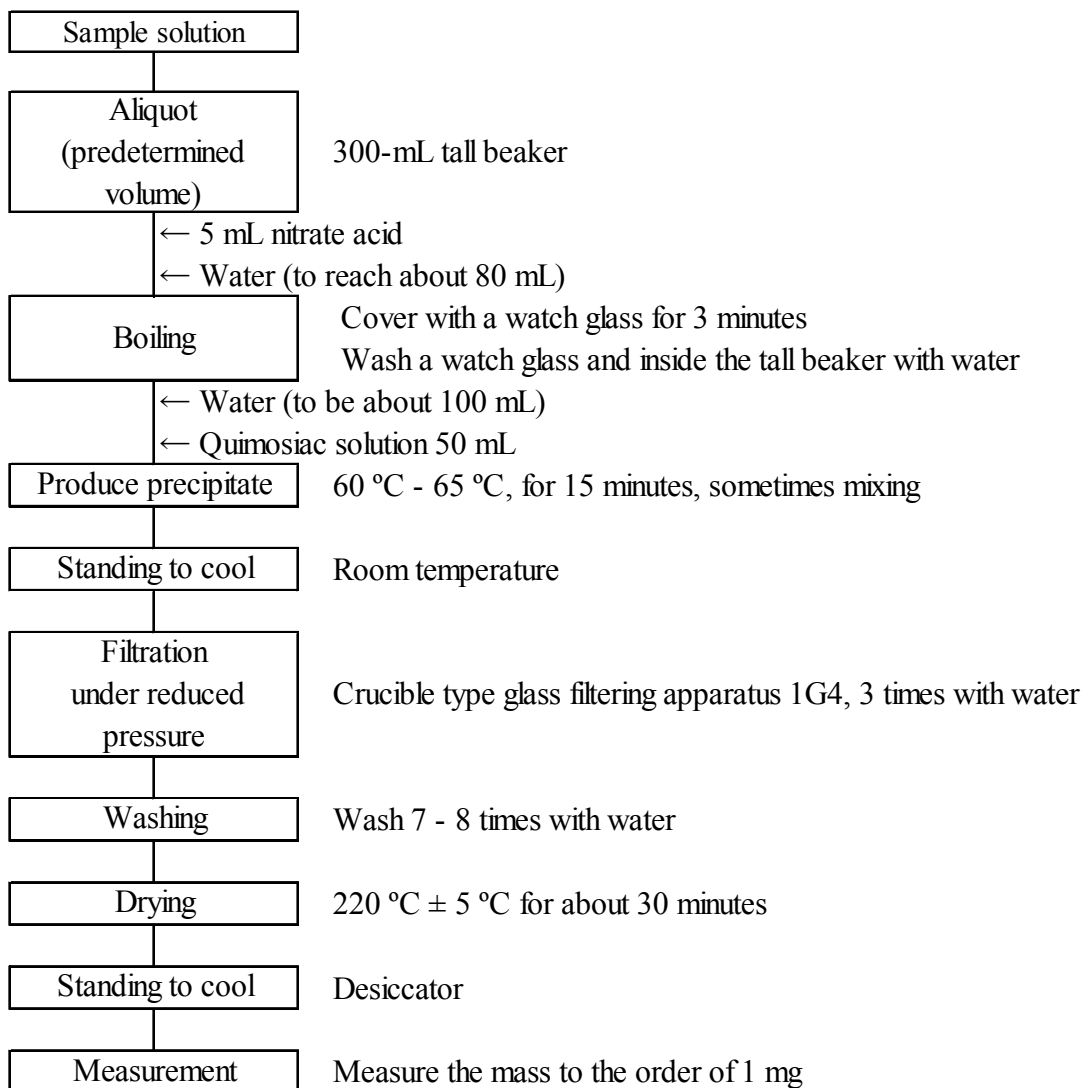 Sample solution
Aliquot
(predetermined
volume)
300-mL tall beaker
← 5 mL nitrate acid
← Water (to reach about 80 mL)
Boiling
Cover with a watch glass for 3 minutes
Wash a watch glass and inside the tall beaker with water
← Water (to be about 100 mL)
← Quimosiac solution 50 mL
Produce precipitate
60 ºC - 65 ºC, for 15 minutes, sometimes mixing
Standing to cool
Room temperature
Filtration
under reduced
pressure
Crucible type glass filtering apparatus 1G4, 3 times with water
Washing
Wash 7 - 8 times with water
Drying
220 ºC ± 5 ºC for about 30 minutes
Standing to cool
Desiccator
Measurement
Measure the mass to the order of 1 mg